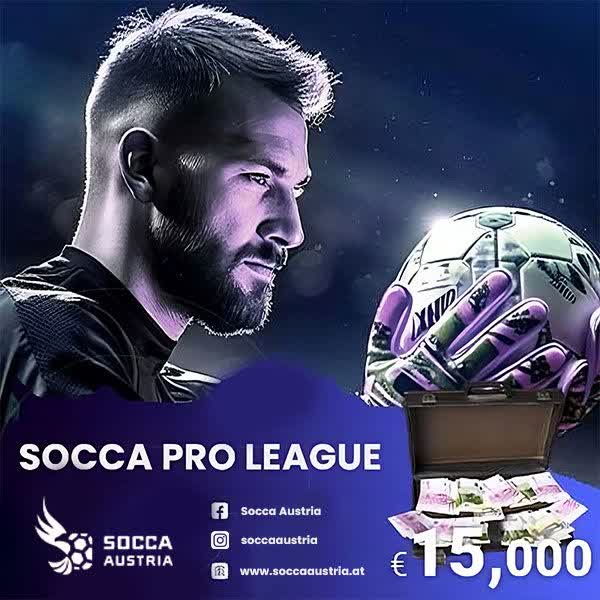 SOCCA PRO LEAGUE
SOCCA
AUSTRIA
Socca Austria
soccaaustria
www.soccaaustria.at
€ 15,000